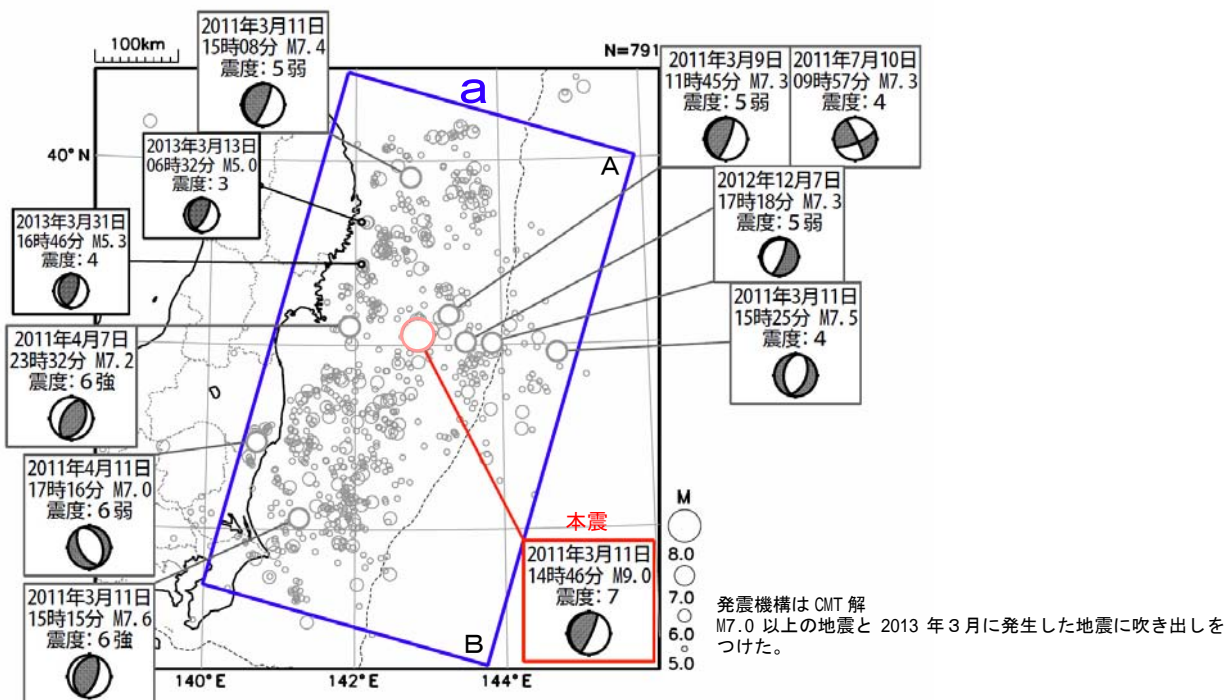 100km
N=791
2011年3月11日
15時08分 M7.4
震度：5弱
a
A
2011年3月9日
11時45分 M7.3
震度：5弱
2011年7月10日
09時57分 M7.3
震度：4
40°N
2013年3月13日
06時32分 M5.0
震度：3
2012年12月7日
17時18分 M7.3
震度：5弱
2013年3月31日
16時46分 M5.3
震度：4
2011年3月11日
15時25分 M7.5
震度：4
2011年4月7日
23時32分 M7.2
震度：6強
2011年4月11日
17時16分 M7.0
震度：6弱
本震
2011年3月11日
14時46分 M9.0
震度：7
2011年3月11日
15時15分 M7.6
震度：6強
B
M
8.0
7.0
6.0
5.0
140°E
142°E
144°E
発震機構は CMT 解
M7.0 以上の地震と 2013 年３月に発生した地震に吹き出しを
つけた。